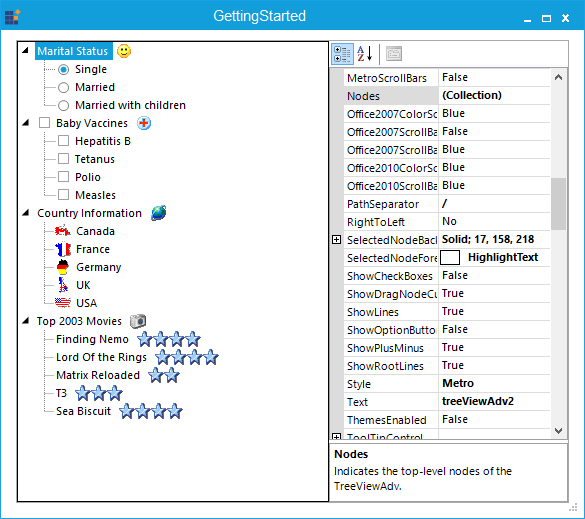 GettingStarted
Marital Status
Single
Married
Married with children
Baby Vaccines
Hepatitis B
Tetanus
Polio
Measles
Country Information
Canada
France
Germany
UK
USA
Top 2003 Movies
Finding Nemo
Lord Of the Rings
Matrix Reloaded
T3
Sea Biscuit
MetroScrollBars False
Nodes (Collection)
Office2007ColorSc Blue
Office2007ScrollBa False
Office2007ScrollBa Blue
Office2010ColorSc Blue
Office2010ScrollBa Blue
PathSeparator /
RightToLeft No
SelectedNodeBack Solid; 17, 158, 218
SelectedNodeFore HighlightText
ShowCheckBoxes False
ShowDragNodeCu True
ShowLines True
ShowOptionButto False
ShowPlusMinus True
ShowRootLines True
Style Metro
Text treeViewAdv2
ThemesEnabled False
ToolTipControl
Nodes
Indicates the top-level nodes of the
TreeViewAdv.